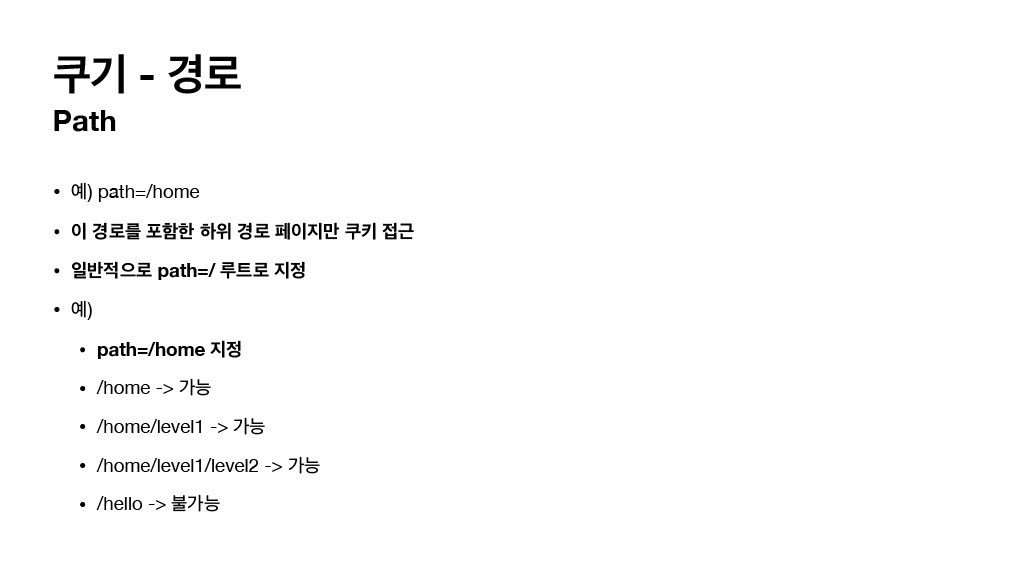 쿠기 - 경로
Path
• 예) path=/home
• 이 경로를 포함한 하위 경로 페이지만 쿠키 접근
• 일반적으로 path=/ 루트로 지정
• 예)
• path=/home 지정
• /home -> 가능
• /home/level1 -> 가능
• /home/level1/level2 -> 가능
• /hello -> 불가능